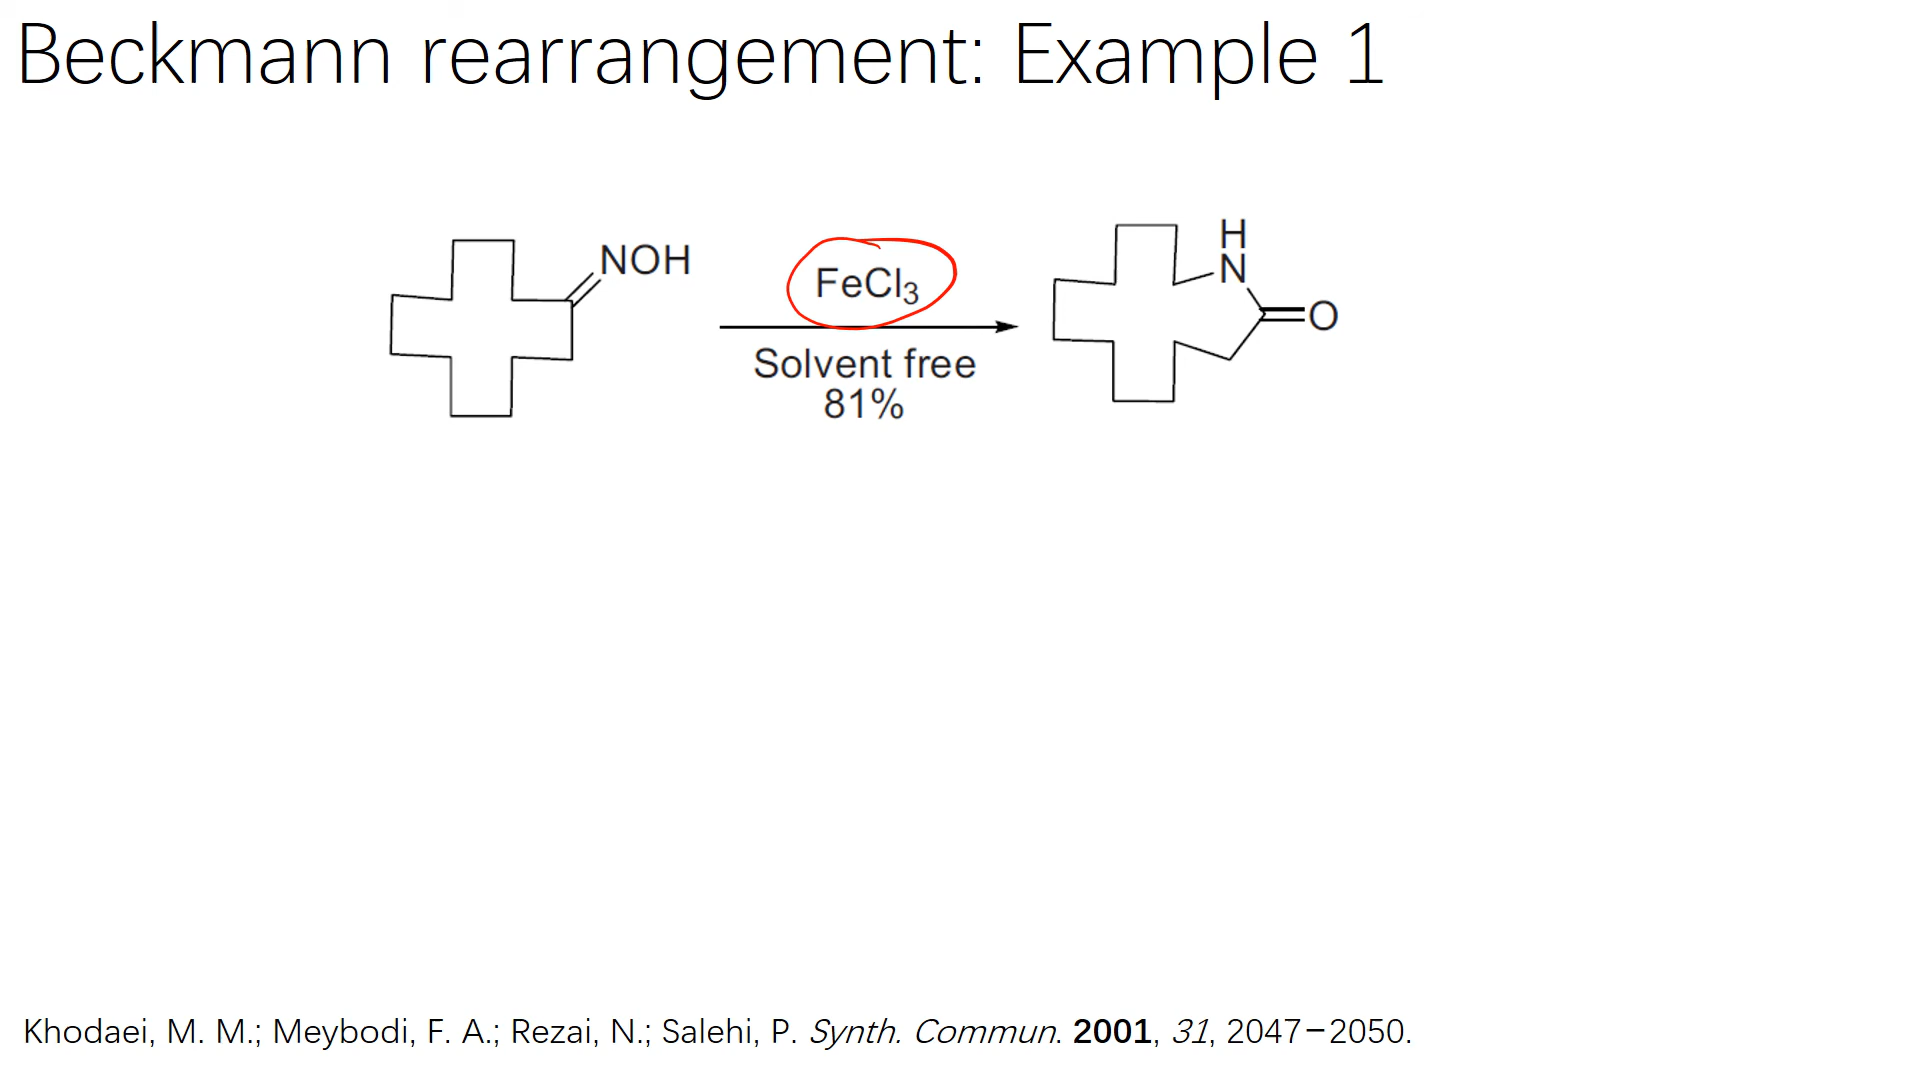 Beckmann rearrangement: Example 1
NOH
FeCl₃
Solvent free
81%
H
N
O
Khodaei, M. M.; Meybodi, F. A.; Rezai, N.; Salehi, P. Synth. Commun. 2001, 31, 2047–2050.